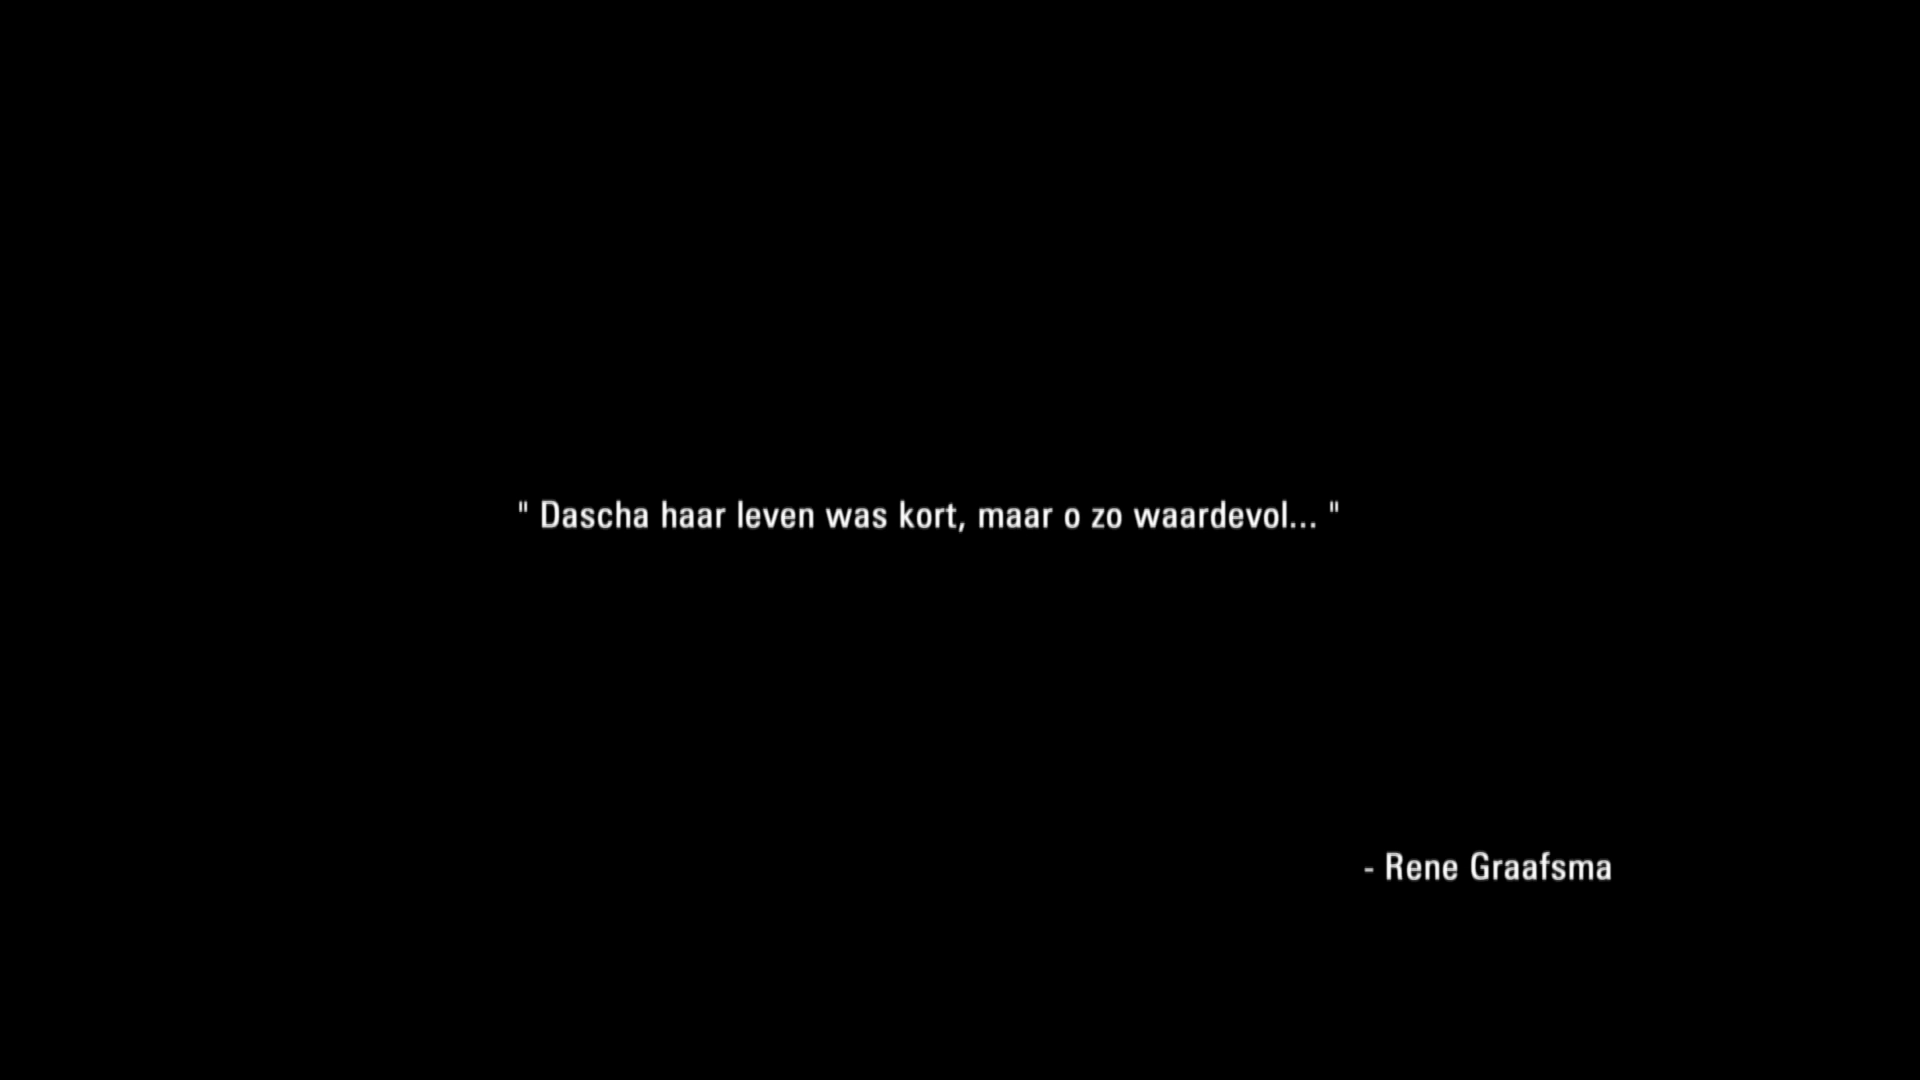 " Dascha haar leven was kort, maar o zo waardevol... "
- Rene Graafsma